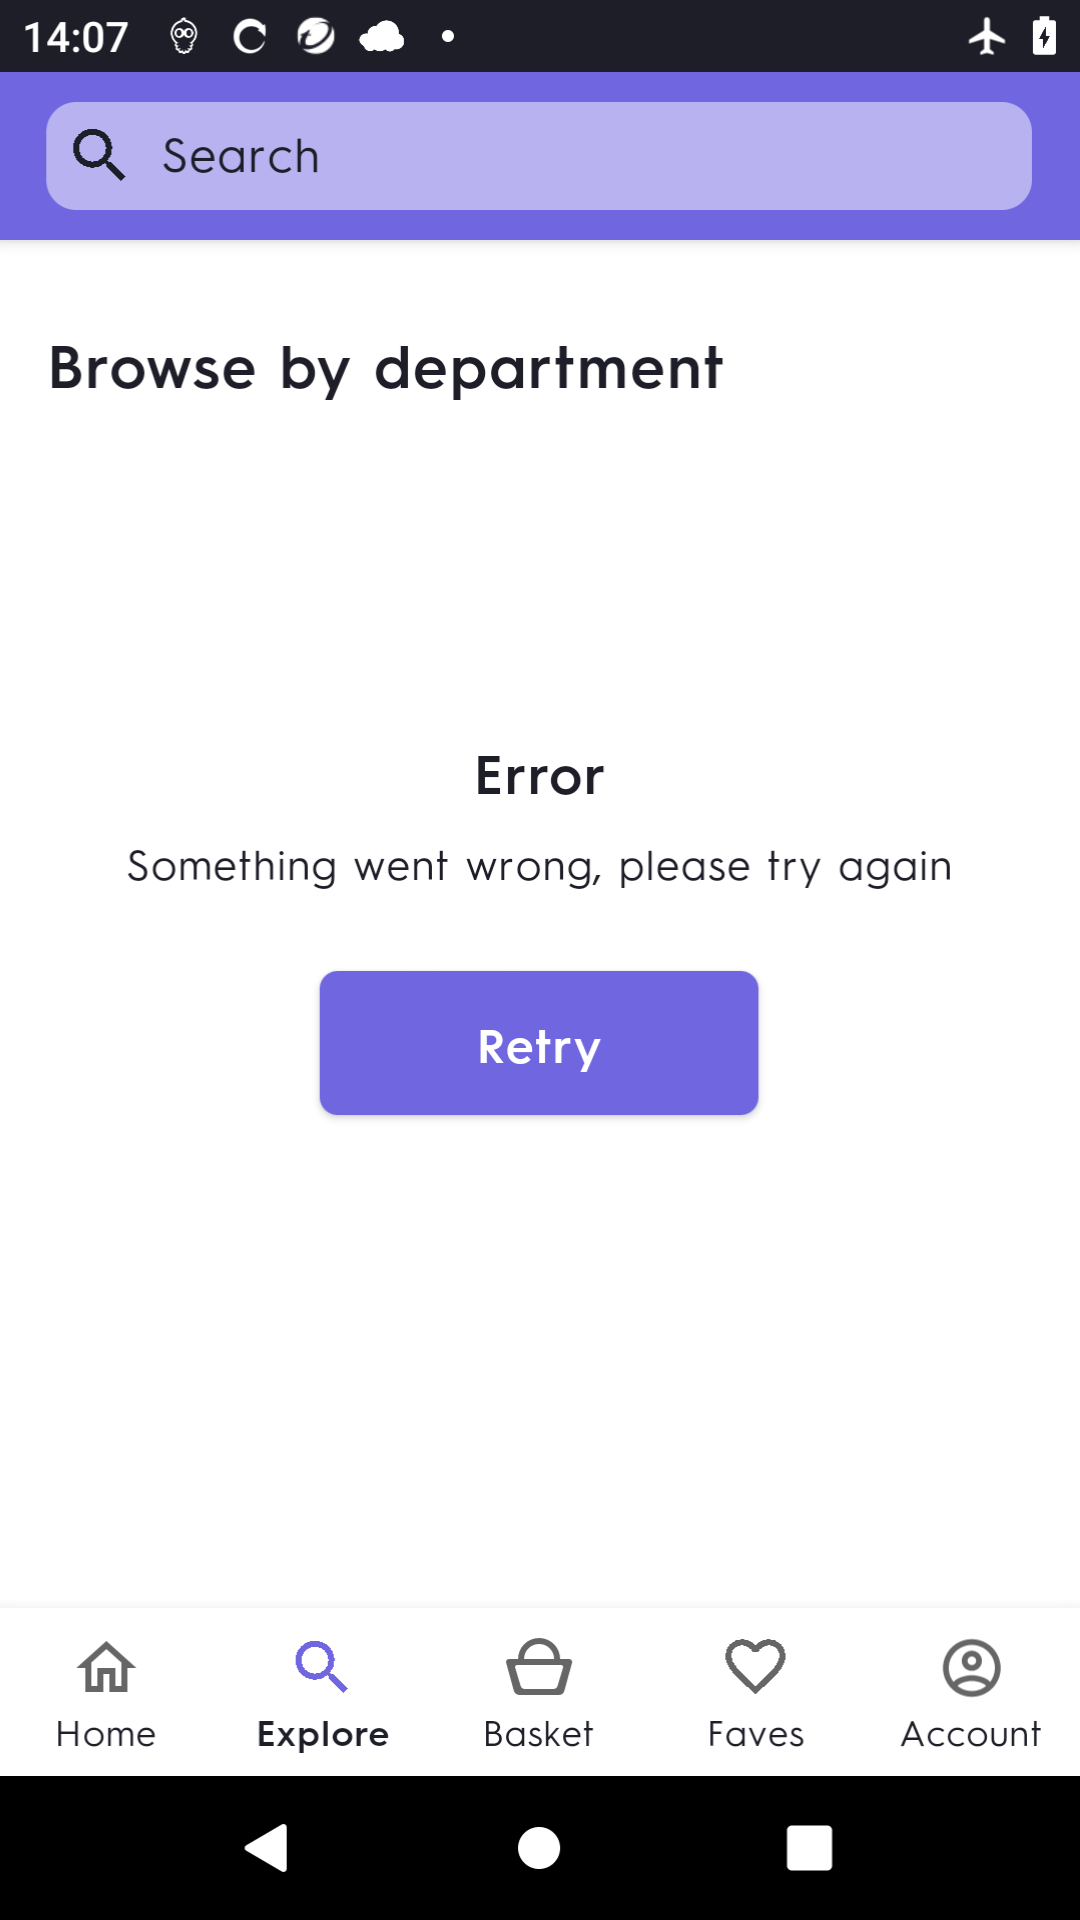 14:07
Search
Browse by department
Error
Something went wrong, please try again
Retry
Home
Explore
Basket
Faves
Account